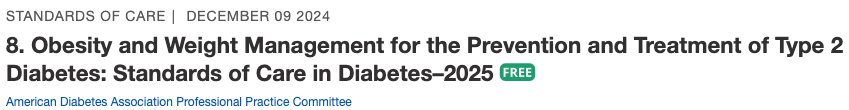 STANDARDS OF CARE | DECEMBER 09 2024
8. Obesity and Weight Management for the Prevention and Treatment of Type 2
Diabetes: Standards of Care in Diabetes–2025 FREE
American Diabetes Association Professional Practice Committee